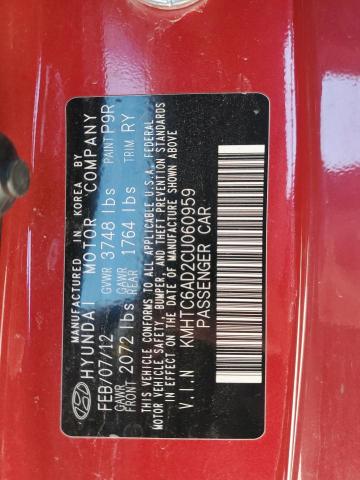 MANUFACTURED IN KOREA BY
HYUNDAI MOTOR COMPANY
FEB/07/12 GVWR 3748 lbs PAINT P9R
GAWR FRONT 2072 lbs GAWR REAR 1764 lbs TRIM RY
THIS VEHICLE CONFORMS TO ALL APPLICABLE U.S.A. FEDERAL
MOTOR VEHICLE SAFETY, BUMPER, AND THEFT PREVENTION STANDARDS
IN EFFECT ON THE DATE OF MANUFACTURE SHOWN ABOVE.
V.I.N KMHTC6AD2CU060959
PASSENGER CAR